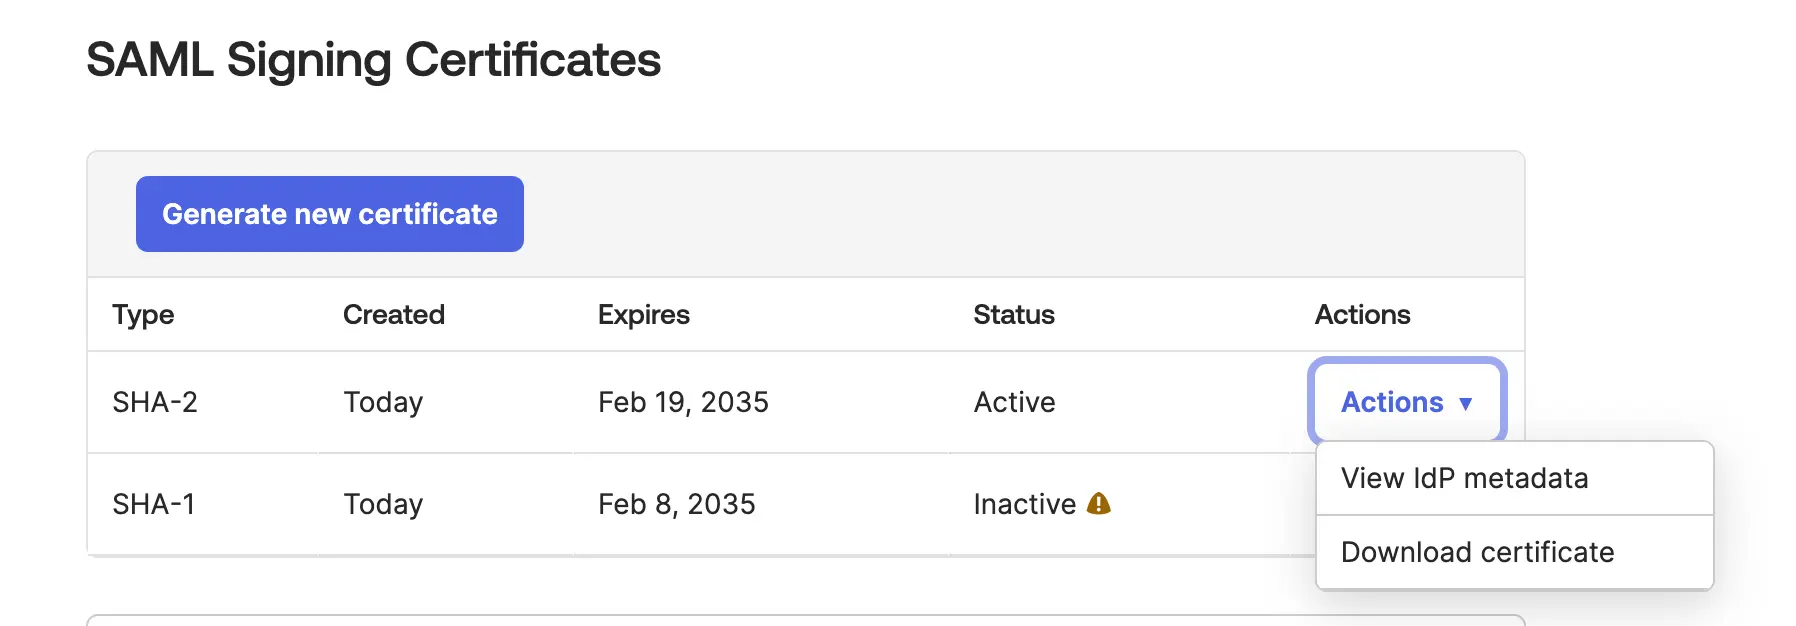 SAML Signing Certificates
Generate new certificate
Type Created Expires Status Actions
SHA-2 Today Feb 19, 2035 Active Actions ▼
SHA-1 Today Feb 8, 2035 Inactive
View IdP metadata
Download certificate